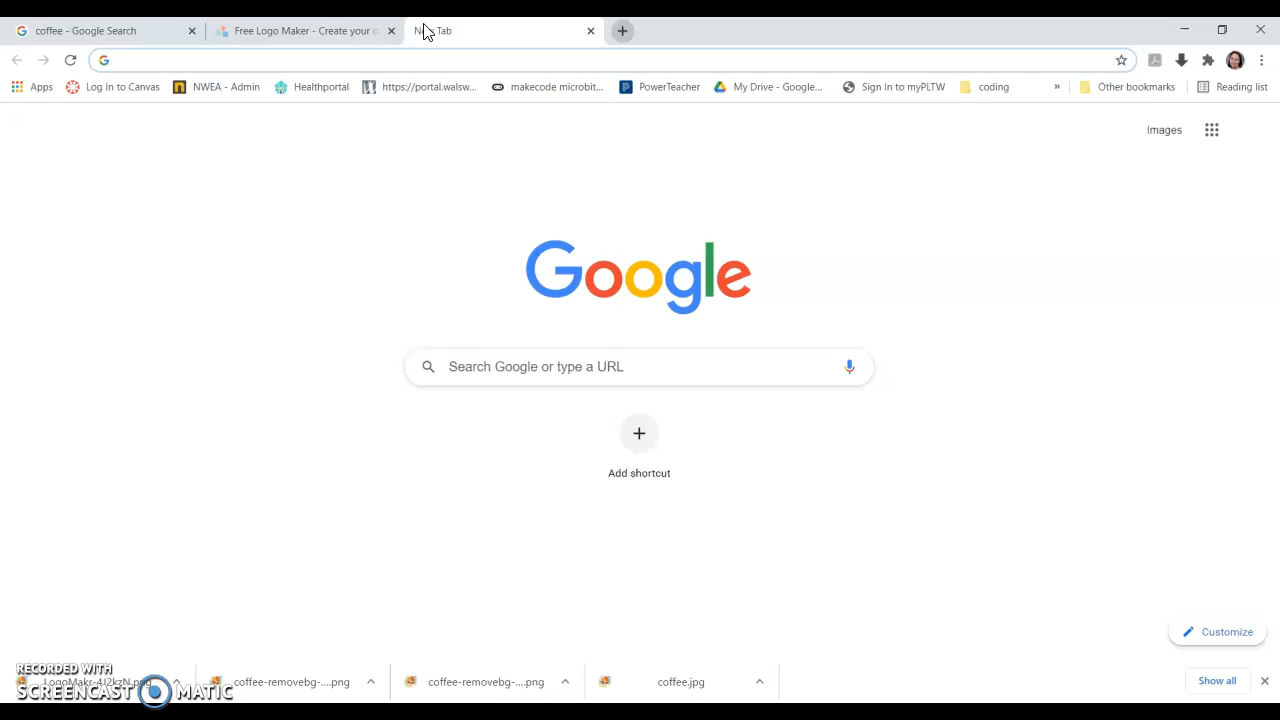 coffee - Google Search
Free Logo Maker - Create your o
Tab
Apps
Log In to Canvas
NWEA - Admin
Healthportal
https://portal.walsw...
makecode microbit...
PowerTeacher
My Drive - Google...
Sign In to myPLTW
coding
»
Other bookmarks
Reading list
Images
Google
Search Google or type a URL
Add shortcut
Customize
RECORDED WITH
SCREENCAST MATIC
coffee-removebg-....png
coffee-removebg-....png
coffee.jpg
Show all